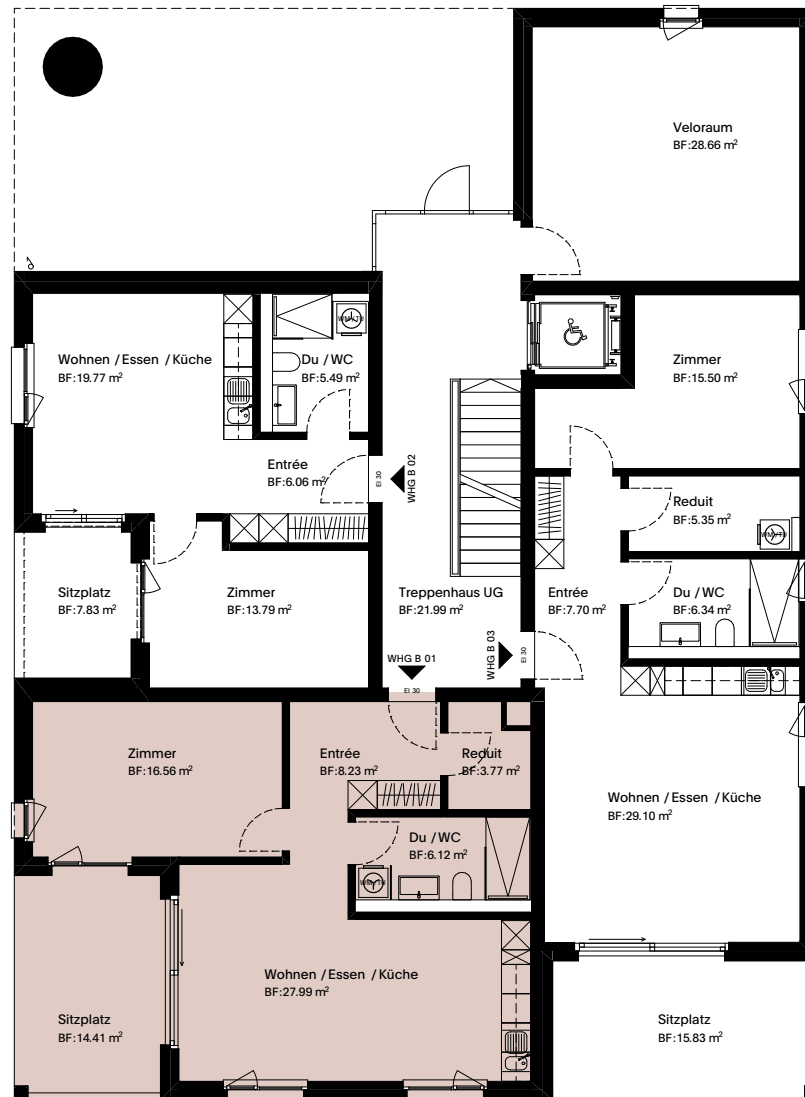 Veloraum
BF:28.66 m²
Wohnen / Essen / Küche
BF:19.77 m²
WM/TU
Du / WC
BF:5.49 m²
Zimmer
BF:15.50 m²
Entrée
BF:6.06 m²
EI 30
WHG B 02
Reduit
BF:5.35 m²
WM/TU
Sitzplatz
BF:7.83 m²
Zimmer
BF:13.79 m²
Treppenhaus UG
BF:21.99 m²
Entrée
BF:7.70 m²
Du / WC
BF:6.34 m²
WHG B 01
EI 30
WHG B 03
EI 30
Zimmer
BF:16.56 m²
Entrée
BF:8.23 m²
Reduit
BF:3.77 m²
Wohnen / Essen / Küche
BF:29.10 m²
Du / WC
BF:6.12 m²
WM/TU
Wohnen / Essen / Küche
BF:27.99 m²
Sitzplatz
BF:14.41 m²
Sitzplatz
BF:15.83 m²